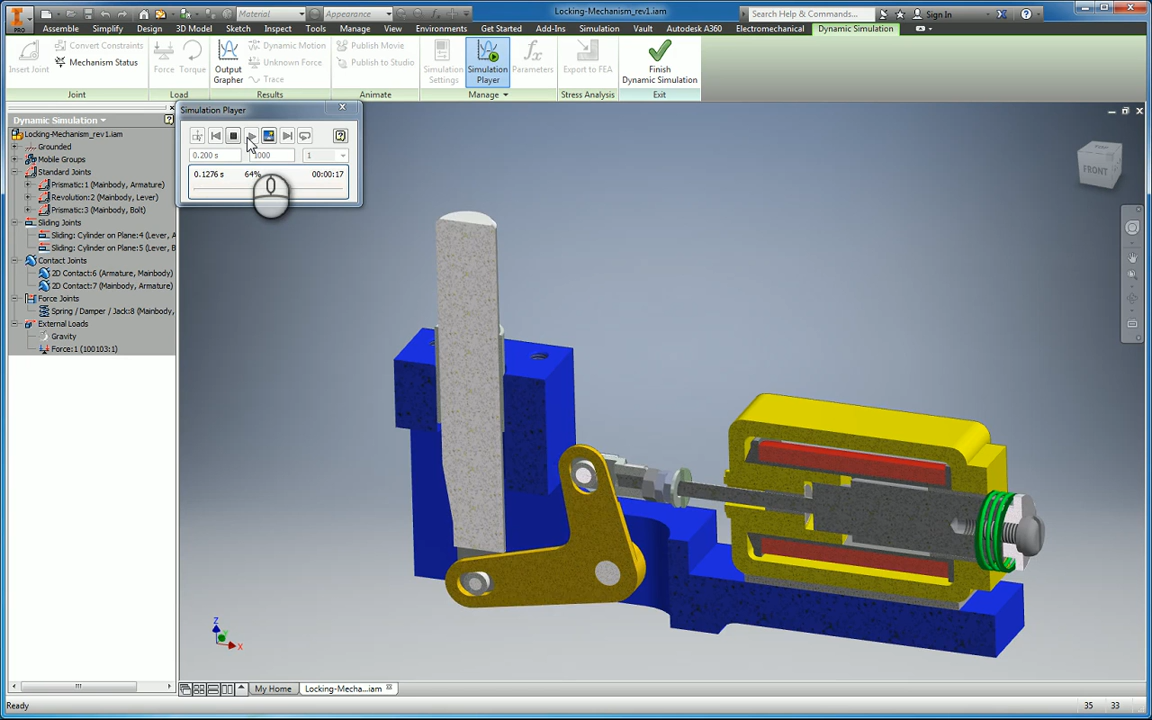 Material
Appearance
Locking-Mechanism_rev1.iam
Search Help & Commands...
Sign In
PRO
Assemble Simplify Design 3D Model Sketch Inspect Tools Manage View Environments Get Started Add-Ins Simulation Vault Autodesk A360 Electromechanical Dynamic Simulation
Insert Joint
Convert Constraints
Mechanism Status
Joint
Force
Torque
Load
Output Grapher
Dynamic Motion
Unknown Force
Trace
Results
Publish Movie
Publish to Studio
Animate
Simulation Settings
Simulation Player
Parameters
Manage
Export to FEA
Stress Analysis
Finish Dynamic Simulation
Exit
Dynamic Simulation
Locking-Mechanism_rev1.iam
Grounded
Mobile Groups
Standard Joints
Prismatic:1 (Mainbody, Armature)
Revolution:2 (Mainbody, Lever)
Prismatic:3 (Mainbody, Bolt)
Sliding Joints
Sliding: Cylinder on Plane:4 (Lever, A
Sliding: Cylinder on Plane:5 (Lever, B
Contact Joints
2D Contact:6 (Armature, Mainbody)
2D Contact:7 (Mainbody, Armature)
Force Joints
Spring / Damper / Jack:8 (Mainbody,
External Loads
Gravity
Force:1 (100103:1)
Simulation Player
0.200 s 1000 1
0.1276 s 64% 00:00:17
FRONT
Z
Y
X
My Home
Locking-Mecha...iam
Ready
35 33